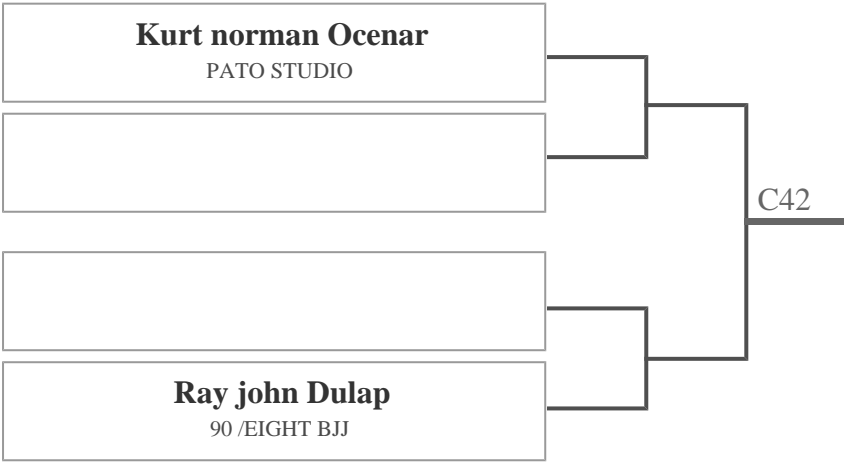 Kurt norman Ocenar
PATO STUDIO
C42
Ray john Dulap
90 /EIGHT BJJ